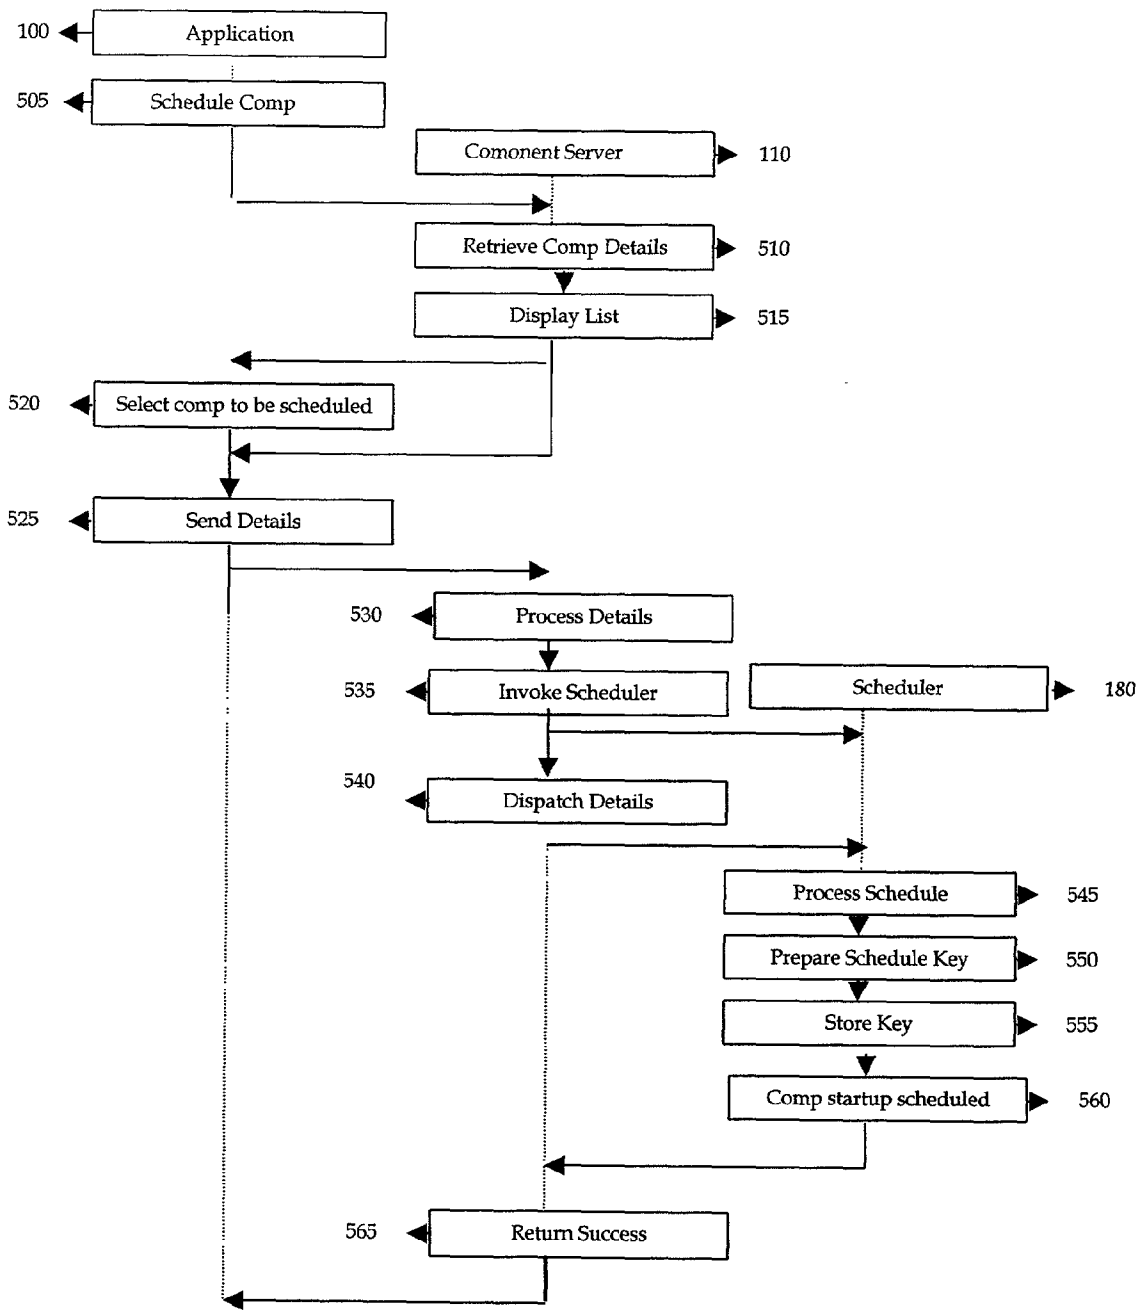 100 Application
505 Schedule Comp
Comonent Server 110
Retrieve Comp Details 510
Display List 515
520 Select comp to be scheduled
525 Send Details
530 Process Details
535 Invoke Scheduler
Scheduler 180
540 Dispatch Details
Process Schedule 545
Prepare Schedule Key 550
Store Key 555
Comp startup scheduled 560
565 Return Success